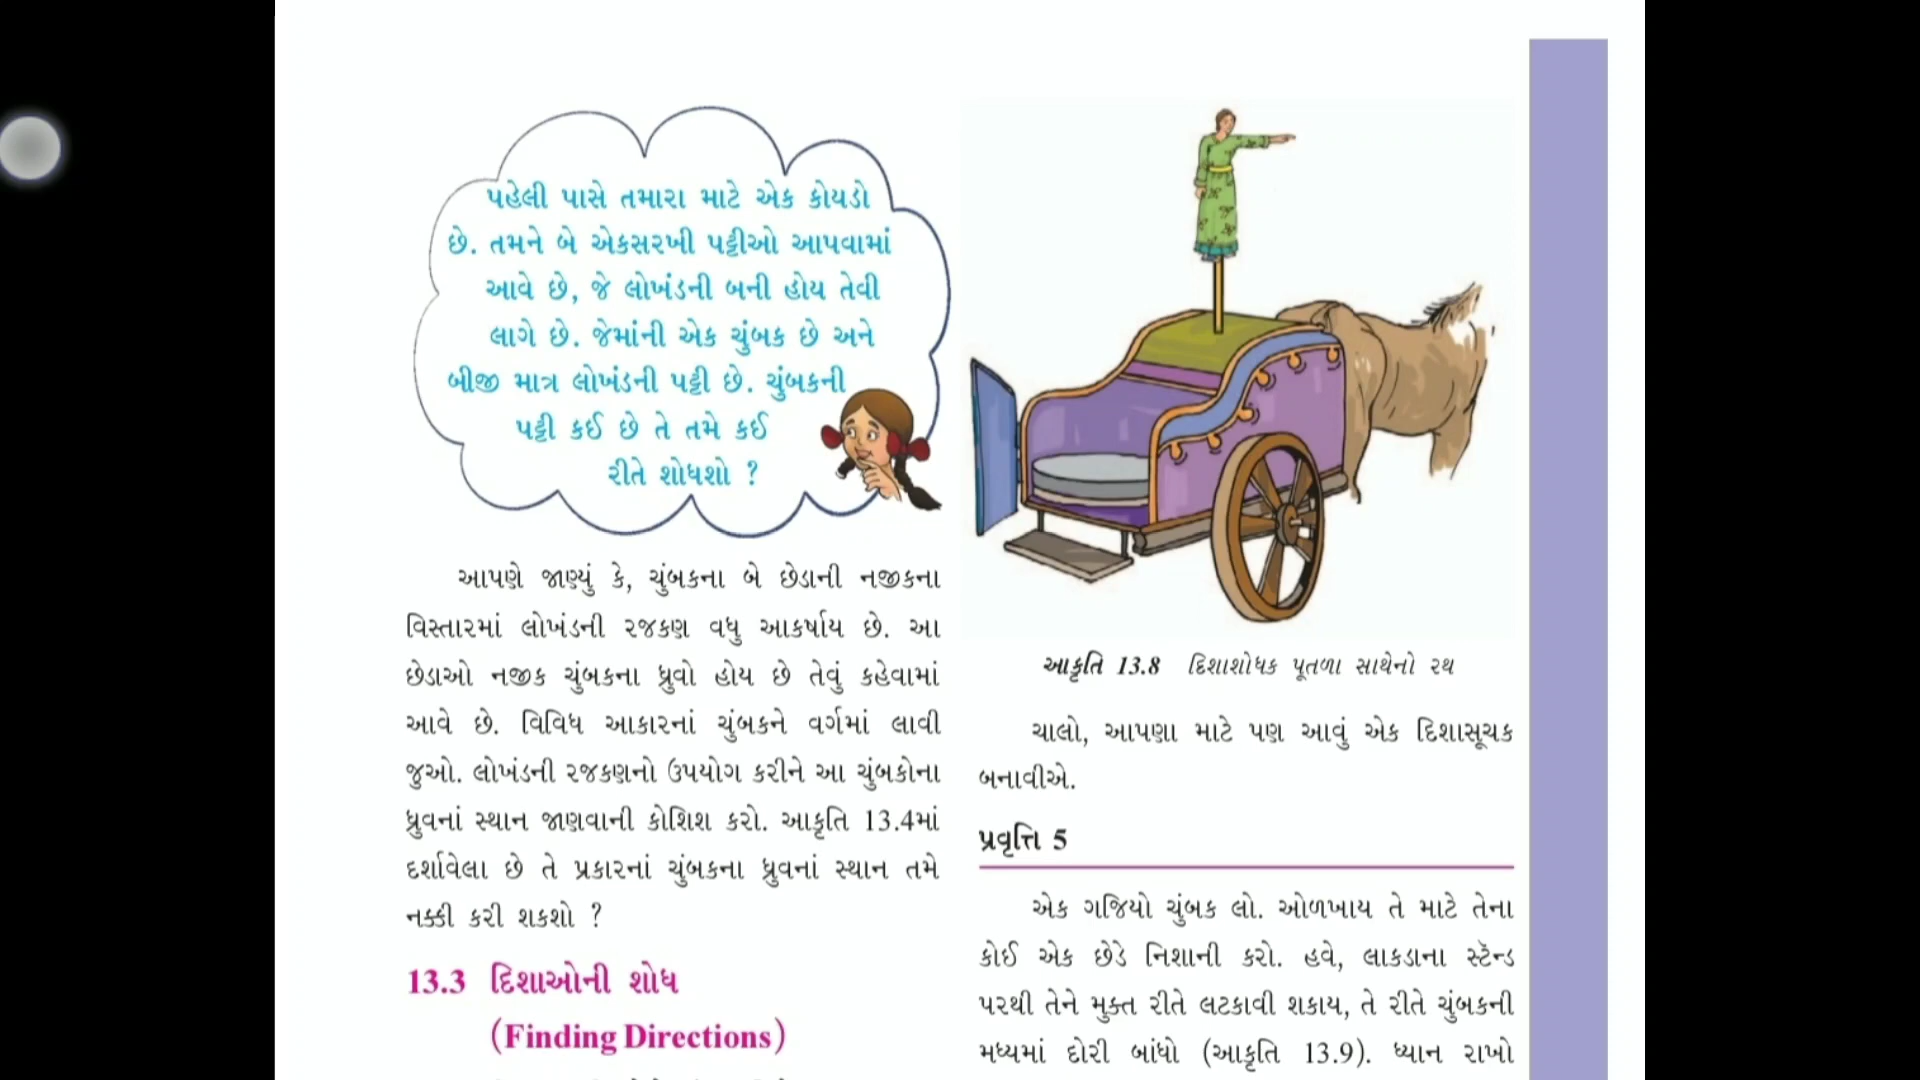 પહેલી પાસે તમારા માટે એક કોયડો
છે. તમને બે એકસરખી પટ્ટીઓ આપવામાં
આવે છે, જે લોખંડની બની હોય તેવી
લાગે છે. જેમાંની એક ચુંબક છે અને
બીજી માત્ર લોખંડની પટ્ટી છે. ચુંબકની
પટ્ટી કઈ છે તે તમે કઈ
રીતે શોધશો ?
આપણે જાણ્યું કે, ચુંબકના બે છેડાની નજીકના
વિસ્તારમાં લોખંડની રજકણ વધુ આકર્ષાય છે. આ
છેડાઓ નજીક ચુંબકના ધ્રુવો હોય છે તેવું કહેવામાં
આવે છે. વિવિધ આકારનાં ચુંબકને વર્ગમાં લાવી
જુઓ. લોખંડની રજકણનો ઉપયોગ કરીને આ ચુંબકોના
ધ્રુવનાં સ્થાન જાણવાની કોશિશ કરો. આકૃતિ 13.4માં
દર્શાવેલા છે તે પ્રકારનાં ચુંબકના ધ્રુવનાં સ્થાન તમે
નક્કી કરી શકશો ?
13.3 દિશાઓની શોધ
(Finding Directions)
આકૃતિ 13.8 દિશાશોધક પૂતળા સાથેનો રથ
ચાલો, આપણા માટે પણ આવું એક દિશાસૂચક
બનાવીએ.
પ્રવૃત્તિ 5
એક ગજિયો ચુંબક લો. ઓળખાય તે માટે તેના
કોઈ એક છેડે નિશાની કરો. હવે, લાકડાના સ્ટૅન્ડ
પરથી તેને મુક્ત રીતે લટકાવી શકાય, તે રીતે ચુંબકની
મધ્યમાં દોરી બાંધો (આકૃતિ 13.9). ધ્યાન રાખો